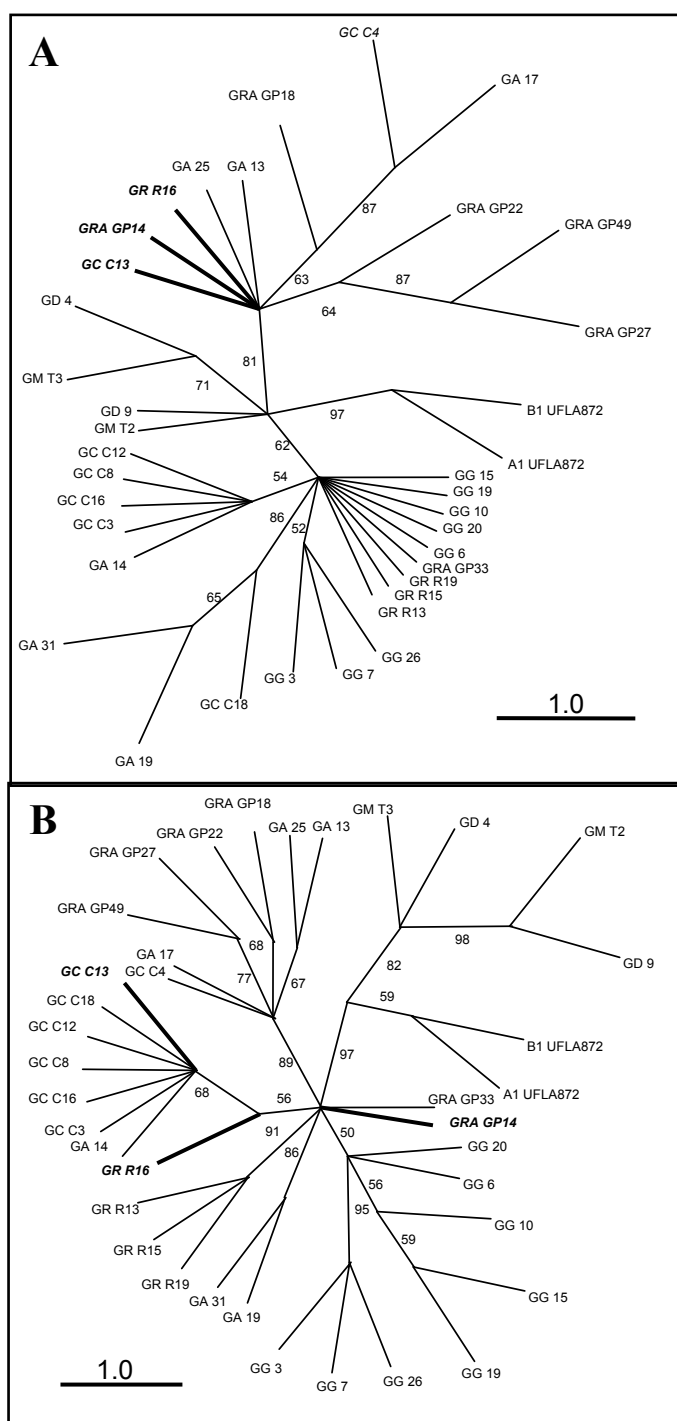 A
GC C4
GA 17
GRA GP18
GA 25
GA 13
GR R16
GRA GP14
GC C13
GRA GP22
GRA GP49
GRA GP27
87
63
87
64
GD 4
GM T3
81
71
GD 9
GM T2
97
B1 UFLA872
A1 UFLA872
62
GC C12
GC C8
GC C16
GC C3
GA 14
54
86
52
65
GG 15
GG 19
GG 10
GG 20
GG 6
GRA GP33
GR R19
GR R15
GR R13
GG 26
GG 7
GG 3
GC C18
GA 31
GA 19
1.0
B
GRA GP18
GRA GP22
GA 25
GA 13
GRA GP27
GRA GP49
GM T3
GD 4
GM T2
GD 9
68
77
67
98
82
59
GC C13
GA 17
GC C4
GC C18
GC C12
GC C8
GC C16
GC C3
GA 14
GR R16
89
97
B1 UFLA872
A1 UFLA872
68
56
91
86
50
GRA GP33
GRA GP14
GG 20
GG 6
56
95
GG 10
59
GG 15
GR R13
GR R15
GR R19
GA 31
GA 19
GG 3
GG 7
GG 26
GG 19
1.0